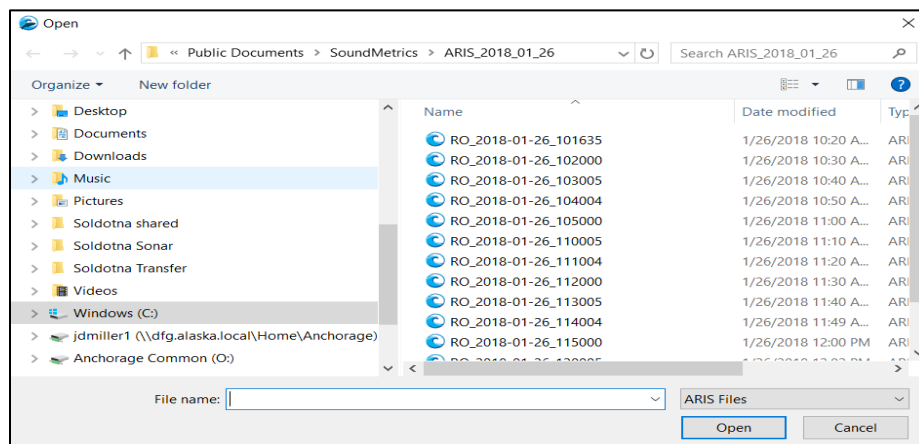 Open
« Public Documents > SoundMetrics > ARIS_2018_01_26
Search ARIS_2018_01_26
Organize
New folder
Name
Date modified
Desktop
Documents
Downloads
Music
Pictures
Soldotna shared
Soldotna Sonar
Soldotna Transfer
Videos
Windows (C:)
jdmiller1 (\\dfg.alaska.local\Home\Anchorage)
Anchorage Common (O:)
RO_2018-01-26_101635 1/26/2018 10:20 A... ARI
RO_2018-01-26_102000 1/26/2018 10:30 A... ARI
RO_2018-01-26_103005 1/26/2018 10:40 A... ARI
RO_2018-01-26_104004 1/26/2018 10:50 A... ARI
RO_2018-01-26_105000 1/26/2018 11:00 A... ARI
RO_2018-01-26_110005 1/26/2018 11:10 A... ARI
RO_2018-01-26_111004 1/26/2018 11:20 A... ARI
RO_2018-01-26_112000 1/26/2018 11:30 A... ARI
RO_2018-01-26_113005 1/26/2018 11:40 A... ARI
RO_2018-01-26_114004 1/26/2018 11:49 A... ARI
RO_2018-01-26_115000 1/26/2018 12:00 PM ARI
File name:
ARIS Files
Open
Cancel